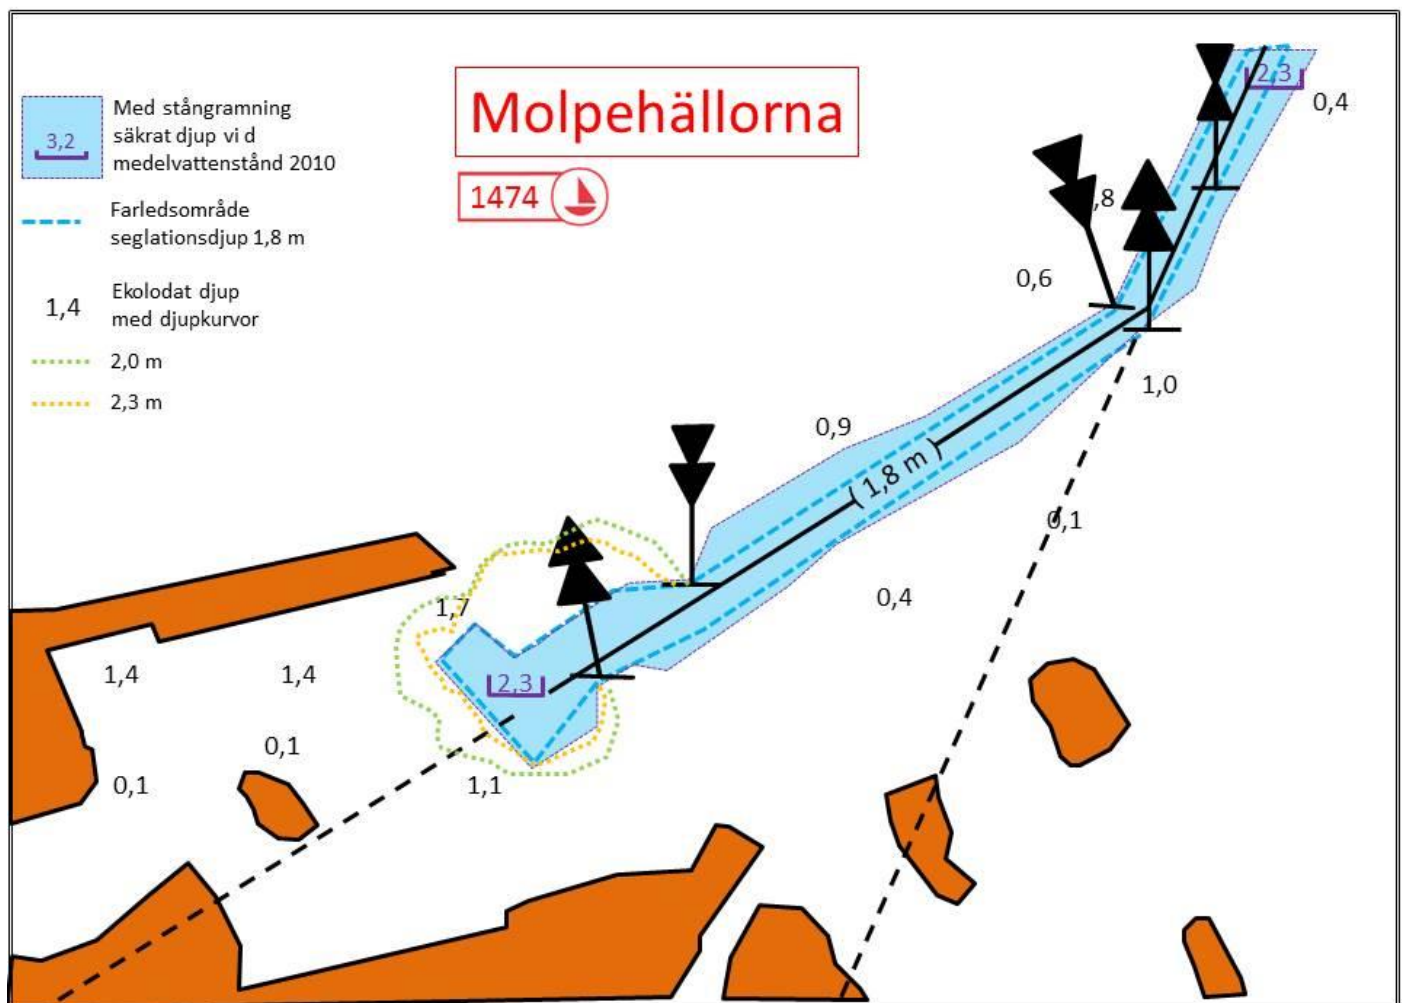 Molpehällorna
1474
3,2
Med stångramning
säkrat djup vi d
medelvattenstånd 2010
Farledsområde
seglationsdjup 1,8 m
1,4
Ekolodat djup
med djupkurvor
2,0 m
2,3 m
2,3
0,4
,8
0,6
1,0
0,9
( 1,8 m )
0,1
0,4
1,7
1,4
1,4
2,3
0,1
0,1
1,1